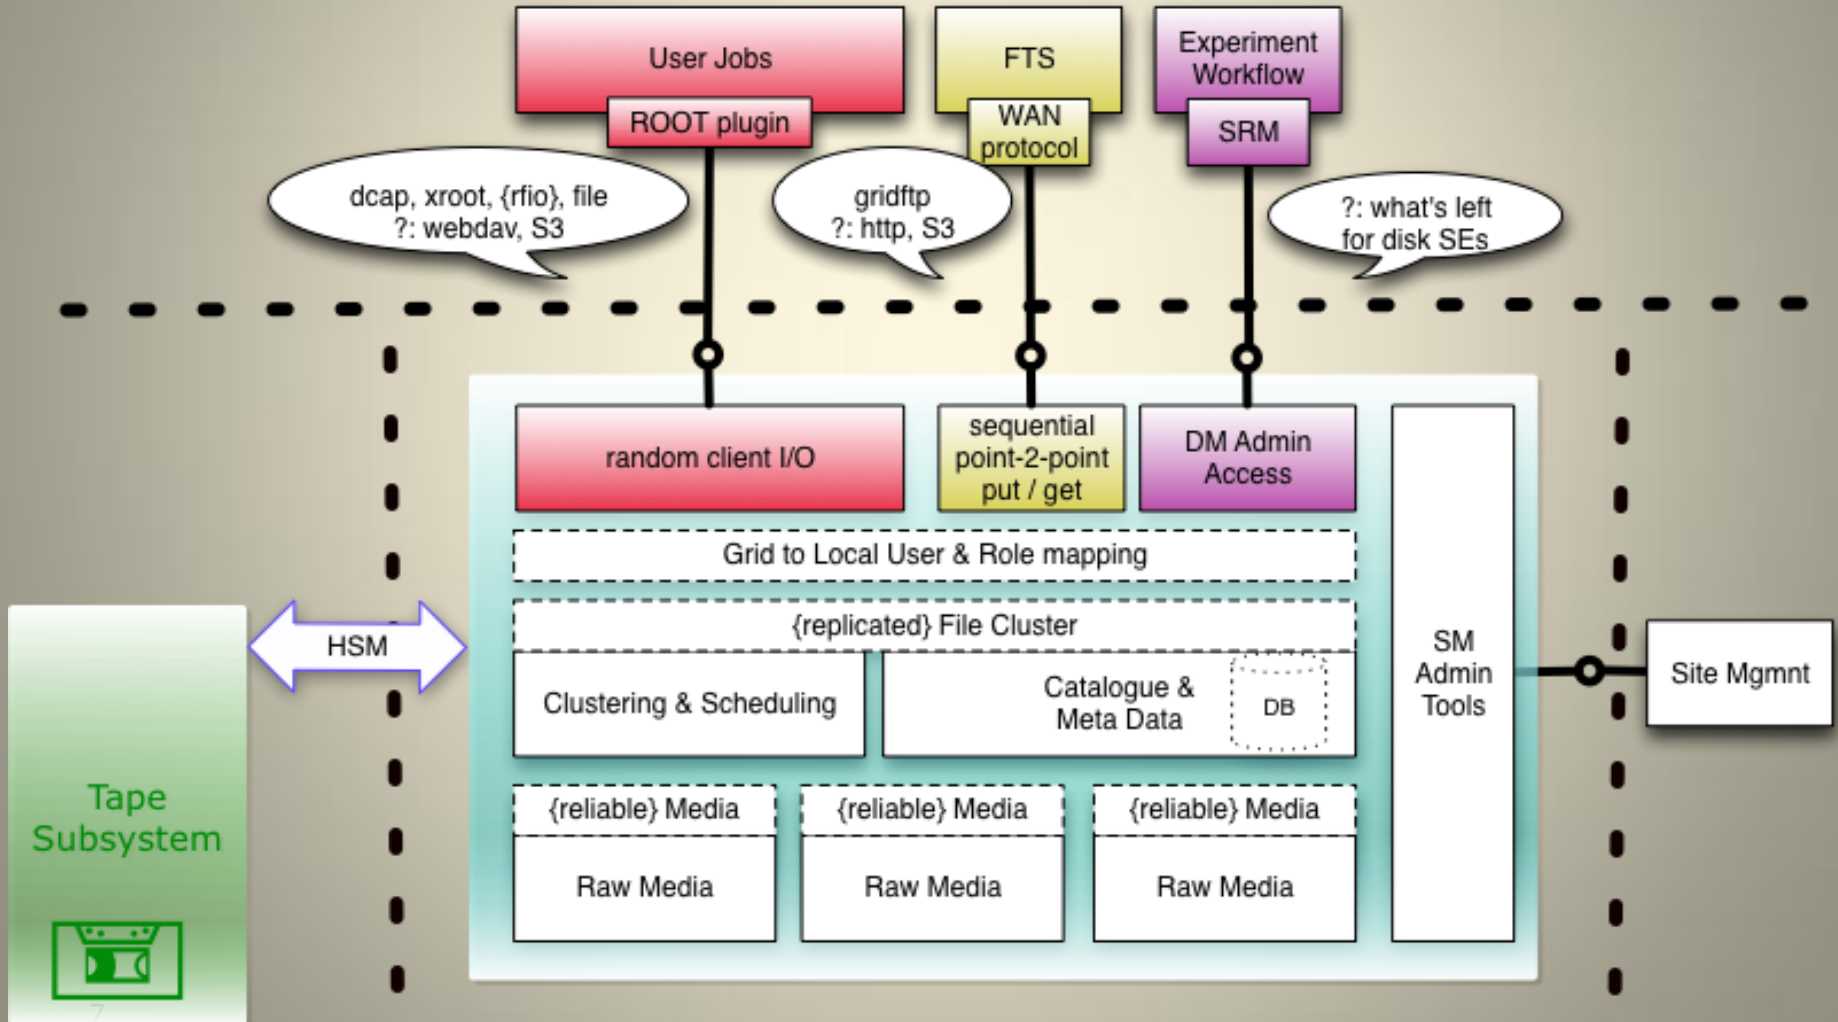 User Jobs
ROOT plugin
FTS
WAN
protocol
Experiment
Workflow
SRM
dcap, xroot, {rfio}, file
?: webdav, S3
gridftp
?: http, S3
?: what's left
for disk SEs
random client I/O
sequential
point-2-point
put / get
DM Admin
Access
Grid to Local User & Role mapping
{replicated} File Cluster
HSM
Clustering & Scheduling
Catalogue &
Meta Data
DB
SM
Admin
Tools
Site Mgmnt
{reliable} Media
{reliable} Media
{reliable} Media
Raw Media
Raw Media
Raw Media
Tape
Subsystem
7